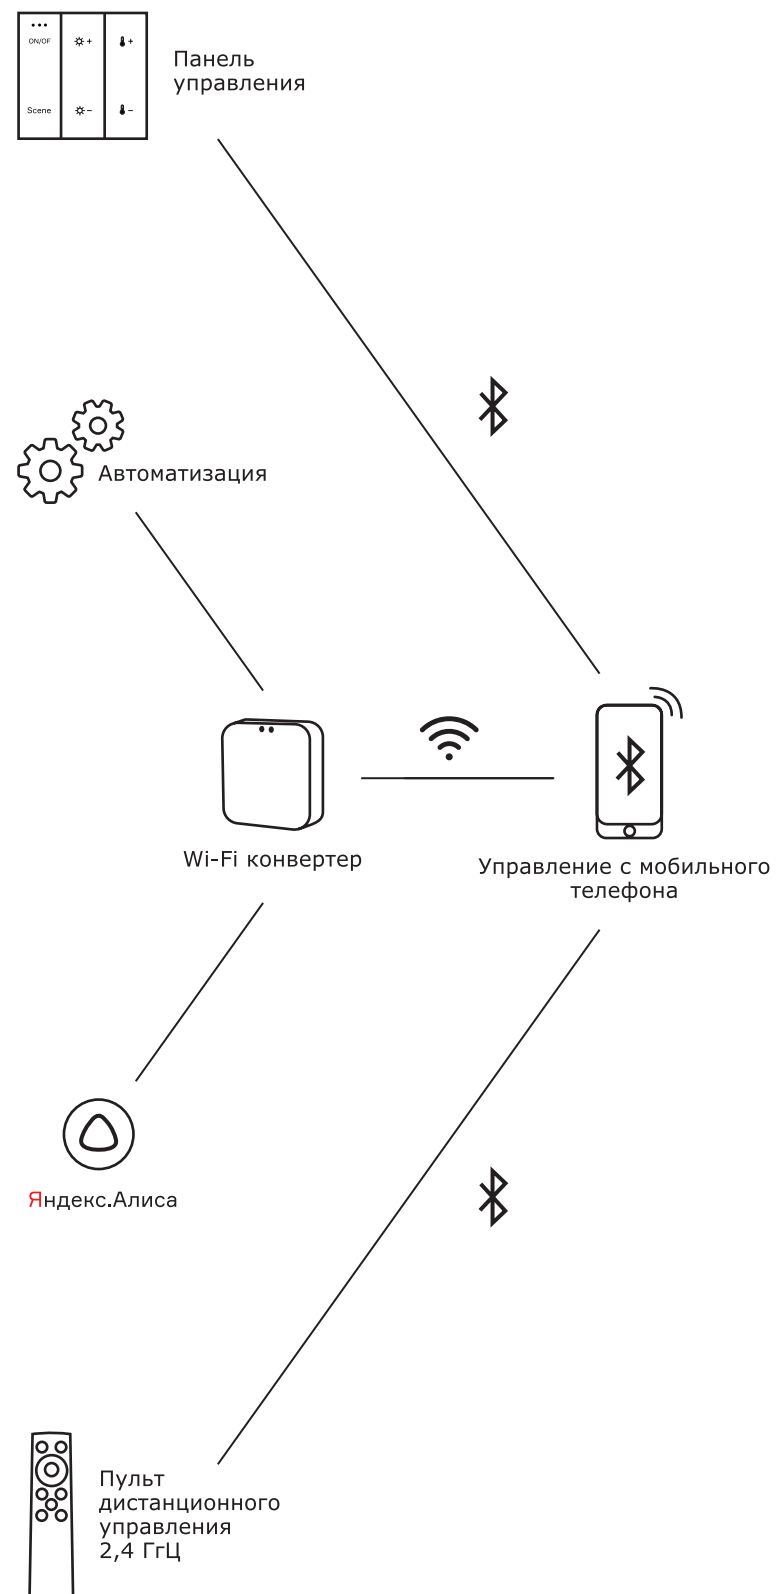 ON/OF
+
+
Scene
−
−
Панель
управления
Автоматизация
Wi-Fi конвертер
Управление с мобильного
телефона
Яндекс.Алиса
Пульт
дистанционного
управления
2,4 ГгЦ